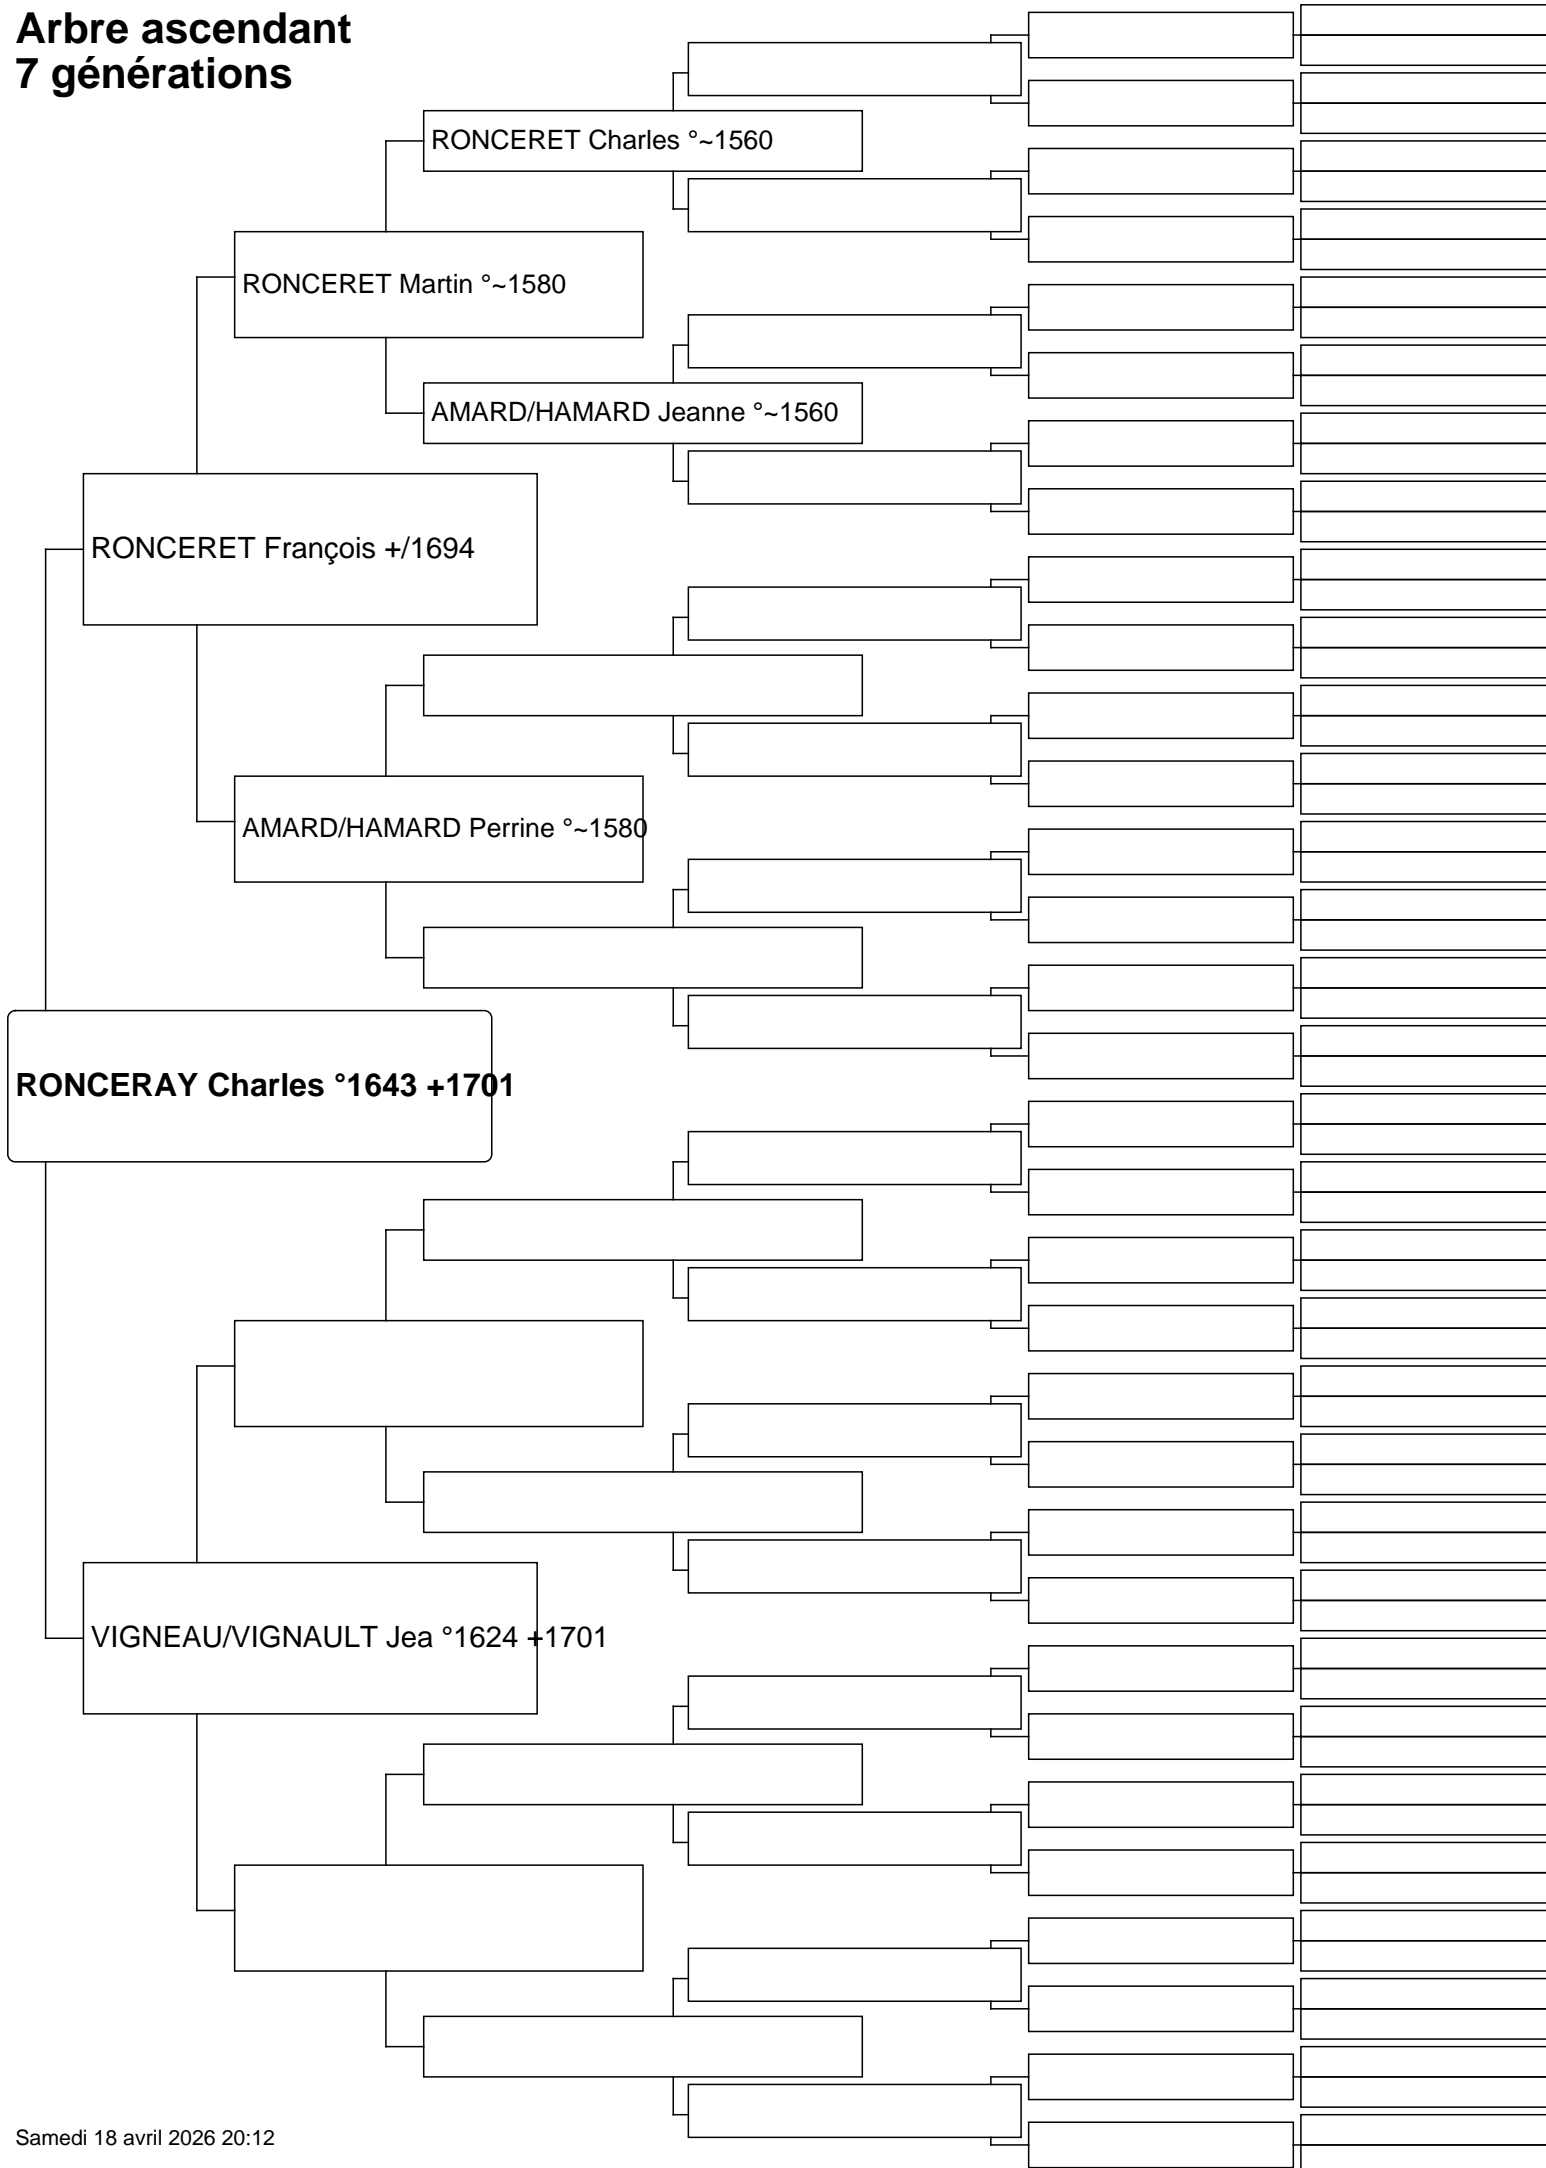 Arbre ascendant
7 générations
RONCERET Charles °~1560
RONCERET Martin °~1580
AMARD/HAMARD Jeanne °~1560
RONCERET François +/1694
AMARD/HAMARD Perrine °~1580
RONCERAY Charles °1643 +1701
VIGNEAU/VIGNAULT Jea °1624 +1701
Samedi 18 avril 2026 20:12